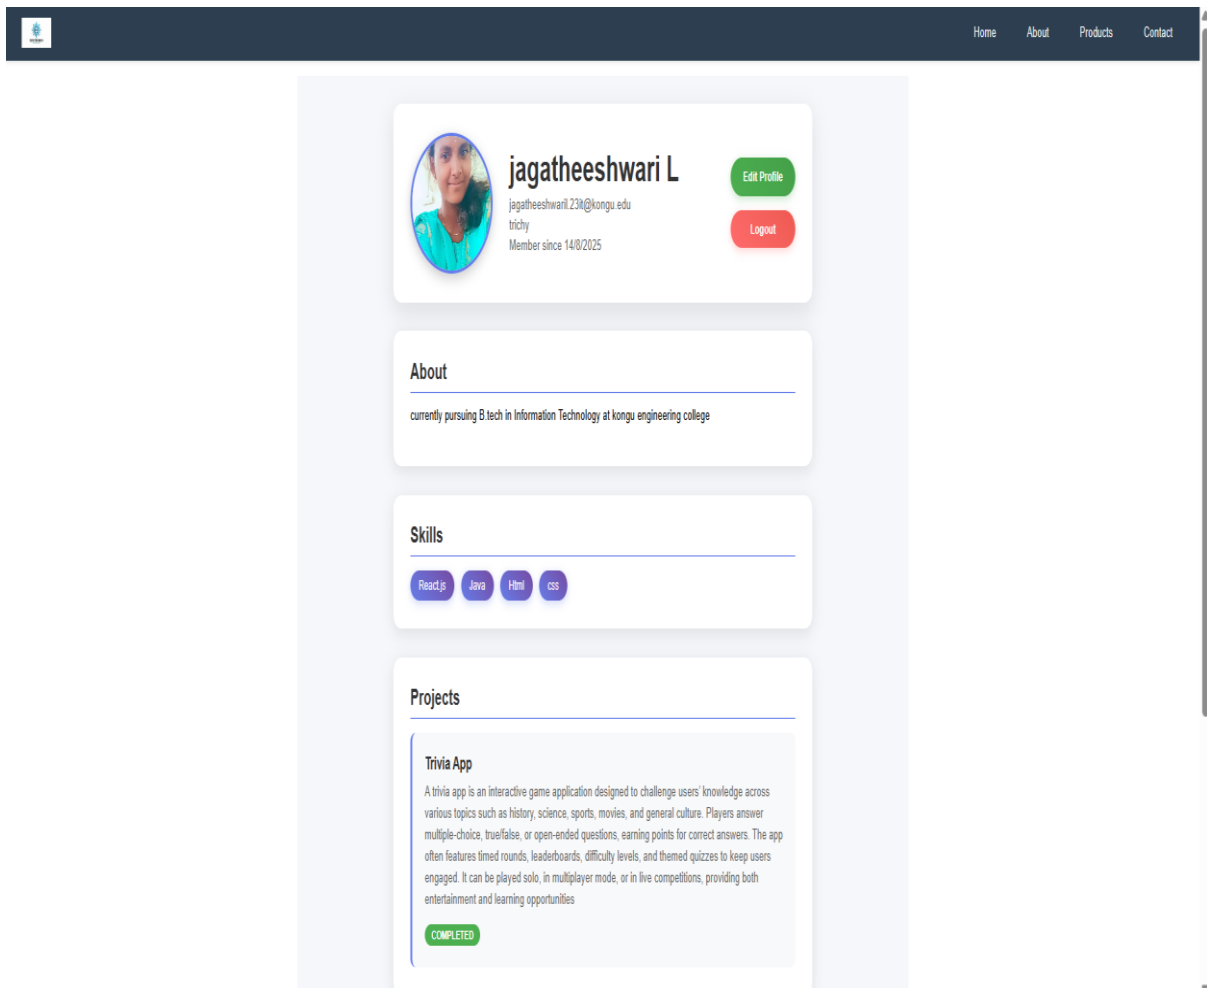 Home About Products Contact
jagatheeshwari L
jagatheeshwaril.23it@kongu.edu
trichy
Member since 14/8/2025
Edit Profile
Logout
About
currently pursuing B.tech in Information Technology at kongu engineering college
Skills
React.js Java Html css
Projects
Trivia App
A trivia app is an interactive game application designed to challenge users' knowledge across
various topics such as history, science, sports, movies, and general culture. Players answer
multiple-choice, true/false, or open-ended questions, earning points for correct answers. The app
often features timed rounds, leaderboards, difficulty levels, and themed quizzes to keep users
engaged. It can be played solo, in multiplayer mode, or in live competitions, providing both
entertainment and learning opportunities
COMPLETED